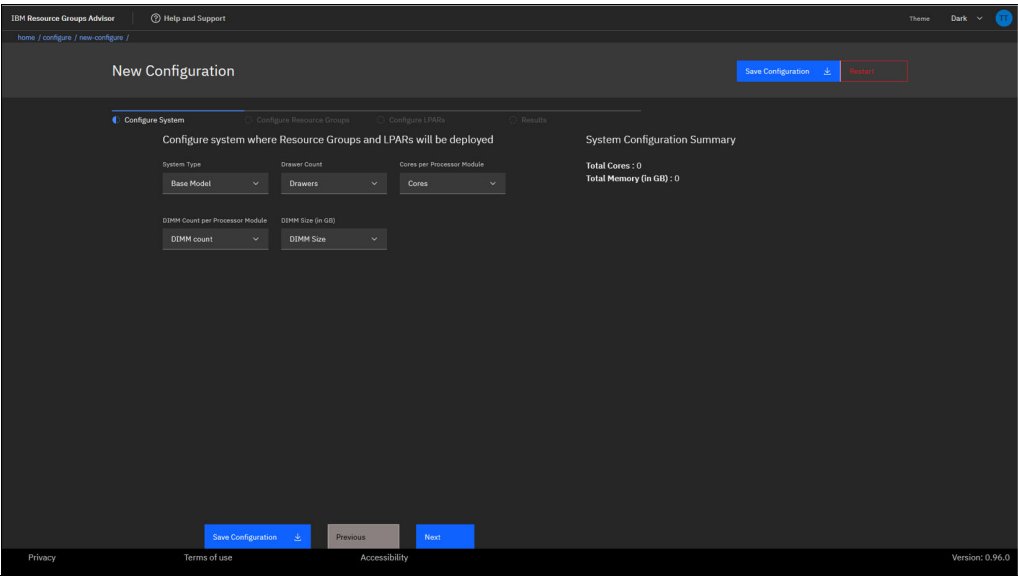 IBM Resource Groups Advisor
Help and Support
Theme
Dark
TT
home / configure / new-configure /
New Configuration
Save Configuration
Restart
Configure System
Configure Resource Groups
Configure LPARs
Results
Configure system where Resource Groups and LPARs will be deployed
System Configuration Summary
System Type
Drawer Count
Cores per Processor Module
Total Cores : 0
Base Model
Drawers
Cores
Total Memory (in GB) : 0
DIMM Count per Processor Module
DIMM Size (in GB)
DIMM count
DIMM Size
Save Configuration
Previous
Next
Privacy
Terms of use
Accessibility
Version: 0.96.0